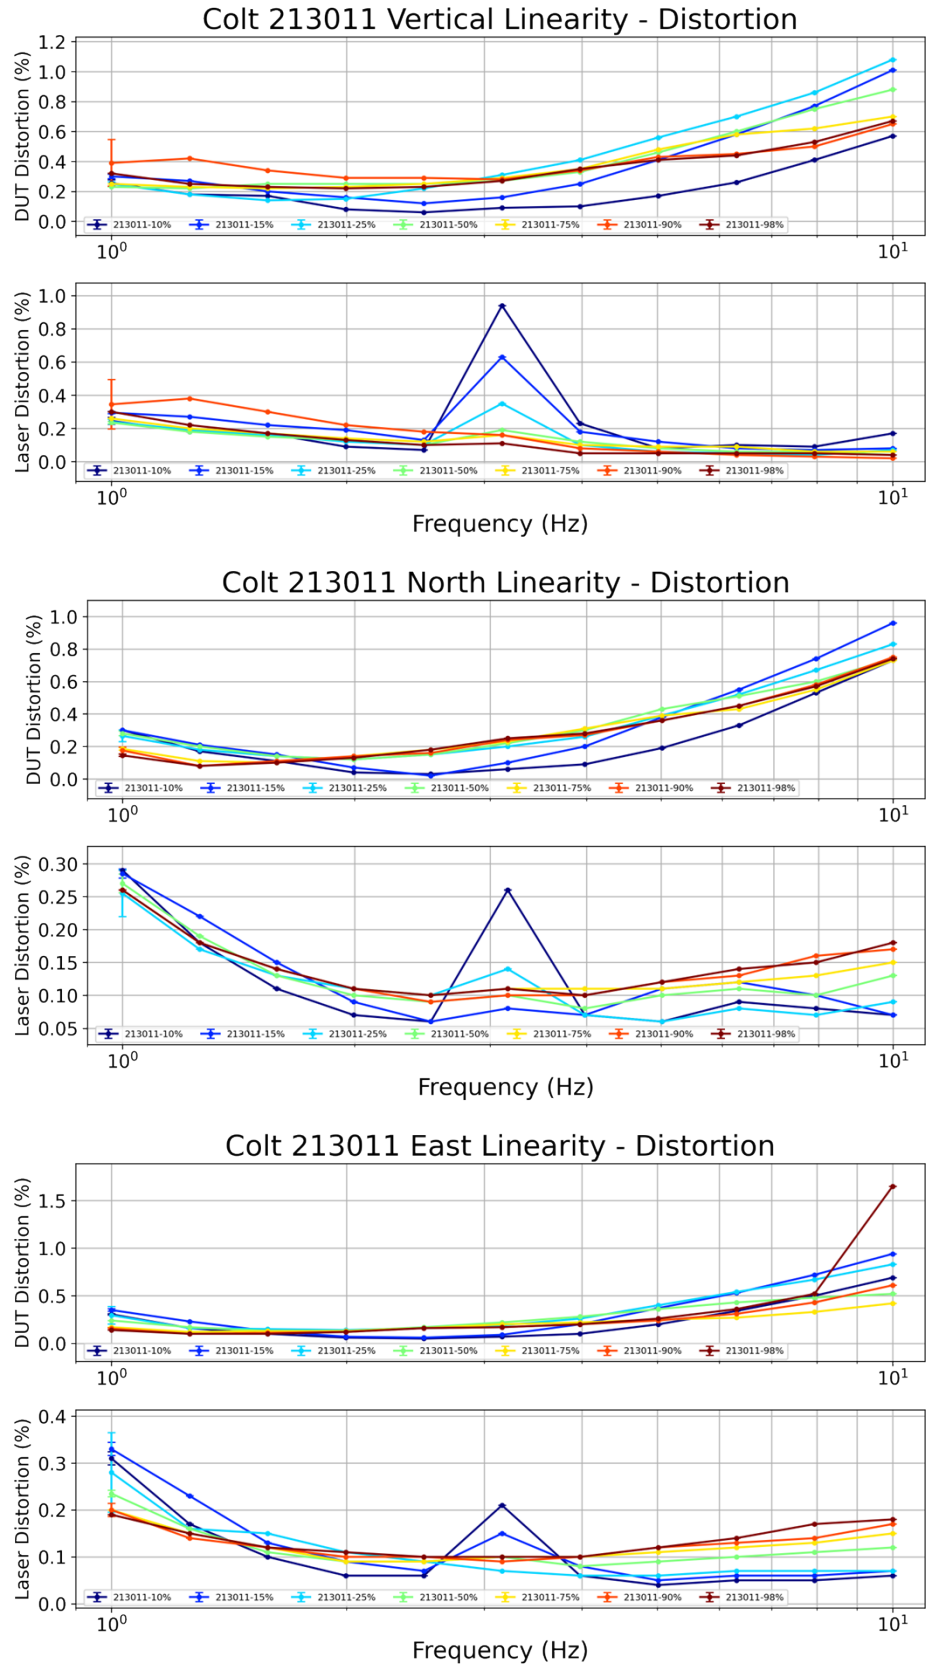 Colt 213011 Vertical Linearity - Distortion
DUT Distortion (%)
1.2
1.0
0.8
0.6
0.4
0.2
0.0
213011-10% 213011-15% 213011-25% 213011-50% 213011-75% 213011-90% 213011-98%
10⁰ 10¹
Laser Distortion (%)
1.0
0.8
0.6
0.4
0.2
0.0
213011-10% 213011-15% 213011-25% 213011-50% 213011-75% 213011-90% 213011-98%
10⁰ 10¹
Frequency (Hz)
Colt 213011 North Linearity - Distortion
DUT Distortion (%)
1.0
0.8
0.6
0.4
0.2
0.0
213011-10% 213011-15% 213011-25% 213011-50% 213011-75% 213011-90% 213011-98%
10⁰ 10¹
Laser Distortion (%)
0.30
0.25
0.20
0.15
0.10
0.05
213011-10% 213011-15% 213011-25% 213011-50% 213011-75% 213011-90% 213011-98%
10⁰ 10¹
Frequency (Hz)
Colt 213011 East Linearity - Distortion
DUT Distortion (%)
1.5
1.0
0.5
0.0
213011-10% 213011-15% 213011-25% 213011-50% 213011-75% 213011-90% 213011-98%
10⁰ 10¹
Laser Distortion (%)
0.4
0.3
0.2
0.1
0.0
213011-10% 213011-15% 213011-25% 213011-50% 213011-75% 213011-90% 213011-98%
10⁰ 10¹
Frequency (Hz)